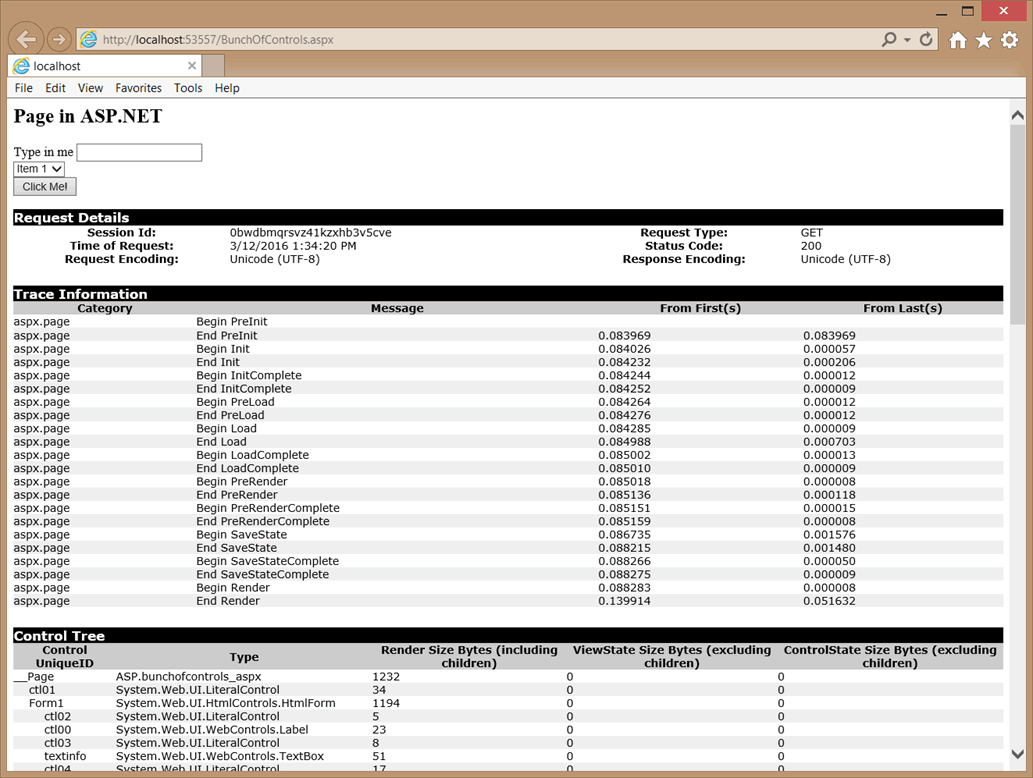 http://localhost:53557/BunchOfControls.aspx
localhost
File Edit View Favorites Tools Help
Page in ASP.NET
Type in me
Item 1
Click Me!
Request Details
Session Id: 0bwdbmqrsvz41kzxhb3v5cve Request Type: GET
Time of Request: 3/12/2016 1:34:20 PM Status Code: 200
Request Encoding: Unicode (UTF-8) Response Encoding: Unicode (UTF-8)
Trace Information
Category Message From First(s) From Last(s)
aspx.page Begin PreInit
aspx.page End PreInit 0.083969 0.083969
aspx.page Begin Init 0.084026 0.000057
aspx.page End Init 0.084232 0.000206
aspx.page Begin InitComplete 0.084244 0.000012
aspx.page End InitComplete 0.084252 0.000009
aspx.page Begin PreLoad 0.084264 0.000012
aspx.page End PreLoad 0.084276 0.000012
aspx.page Begin Load 0.084285 0.000009
aspx.page End Load 0.084988 0.000703
aspx.page Begin LoadComplete 0.085002 0.000013
aspx.page End LoadComplete 0.085010 0.000009
aspx.page Begin PreRender 0.085018 0.000008
aspx.page End PreRender 0.085136 0.000118
aspx.page Begin PreRenderComplete 0.085151 0.000015
aspx.page End PreRenderComplete 0.085159 0.000008
aspx.page Begin SaveState 0.086735 0.001576
aspx.page End SaveState 0.088215 0.001480
aspx.page Begin SaveStateComplete 0.088266 0.000050
aspx.page End SaveStateComplete 0.088275 0.000009
aspx.page Begin Render 0.088283 0.000008
aspx.page End Render 0.139914 0.051632
Control Tree
Control UniqueID Type Render Size Bytes (including children) ViewState Size Bytes (excluding children) ControlState Size Bytes (excluding children)
__Page ASP.bunchofcontrols_aspx 1232 0 0
ctl01 System.Web.UI.LiteralControl 34 0 0
Form1 System.Web.UI.HtmlControls.HtmlForm 1194 0 0
ctl02 System.Web.UI.LiteralControl 5 0 0
ctl00 System.Web.UI.WebControls.Label 23 0 0
ctl03 System.Web.UI.LiteralControl 8 0 0
textinfo System.Web.UI.WebControls.TextBox 51 0 0
ctl04 System.Web.UI.LiteralControl 17 0 0